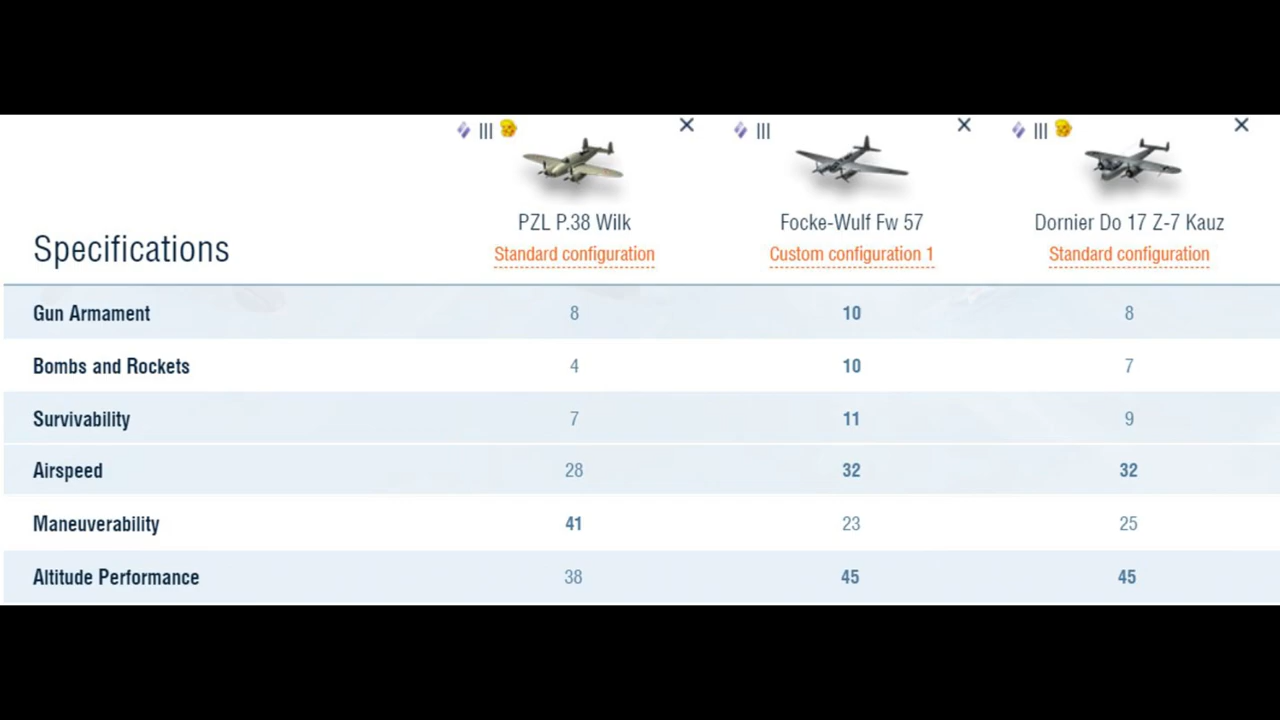 III III III
PZL P.38 Wilk Focke-Wulf Fw 57 Dornier Do 17 Z-7 Kauz
Specifications Standard configuration Custom configuration 1 Standard configuration
Gun Armament 8 10 8
Bombs and Rockets 4 10 7
Survivability 7 11 9
Airspeed 28 32 32
Maneuverability 41 23 25
Altitude Performance 38 45 45